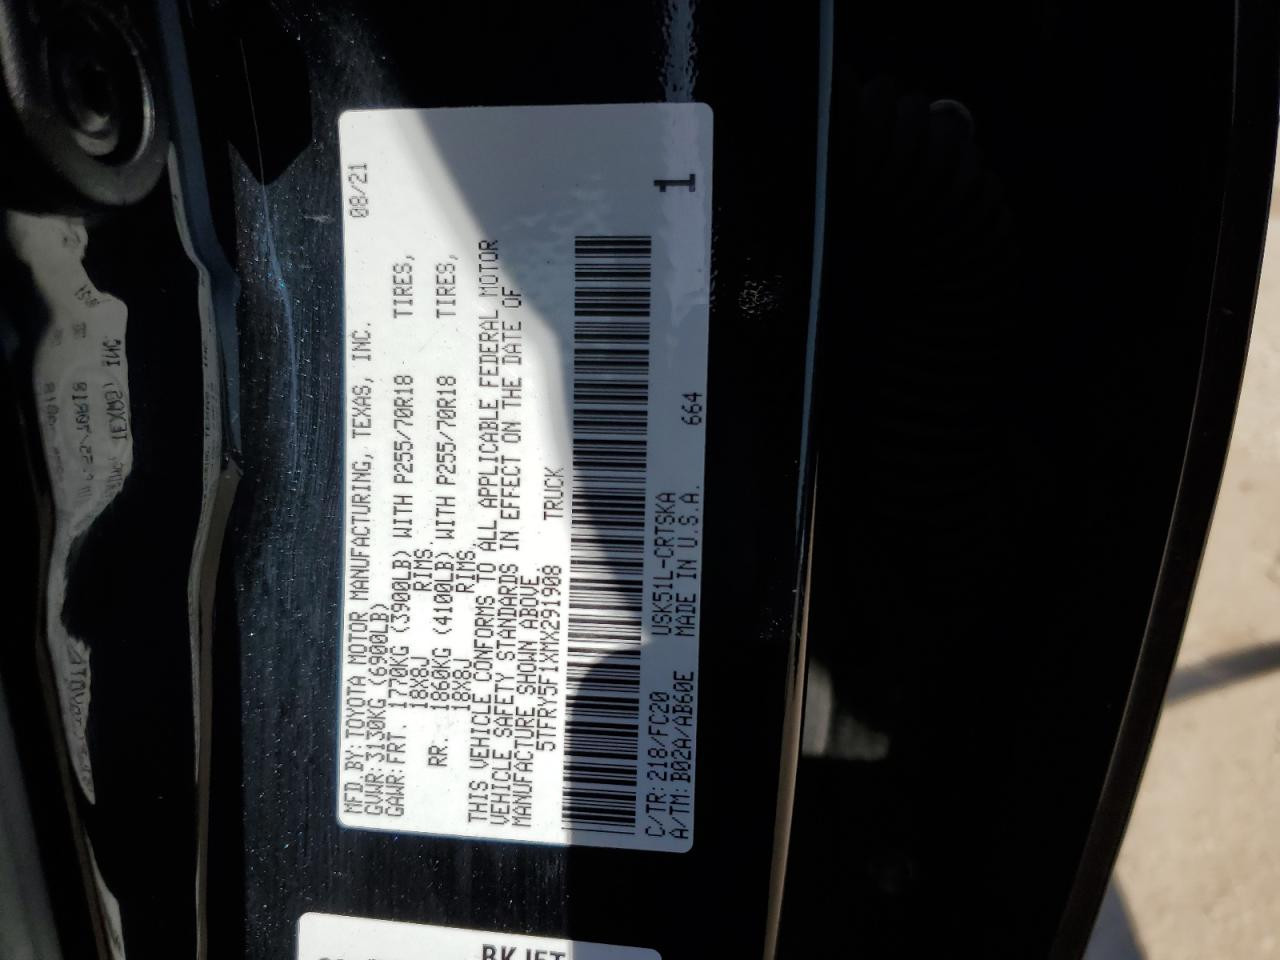 MFD.BY:TOYOTA MOTOR MANUFACTURING, TEXAS, INC. 08/21
GVWR:3130KG(6900LB)
GAWR:FRT. 1770KG(3900LB)WITH P255/70R18 TIRES,
18X8J RIMS,
RR. 1860KG(4100LB)WITH P255/70R18 TIRES,
18X8J RIMS,
THIS VEHICLE CONFORMS TO ALL APPLICABLE FEDERAL MOTOR
VEHICLE SAFETY STANDARDS IN EFFECT ON THE DATE OF
MANUFACTURE SHOWN ABOVE.
5TFRY5F1XMX291908 TRUCK
C/TR:218/FC20 USK51L-CRTSKA 664 1
A/TM:B02A/AB60E MADE IN U.S.A.